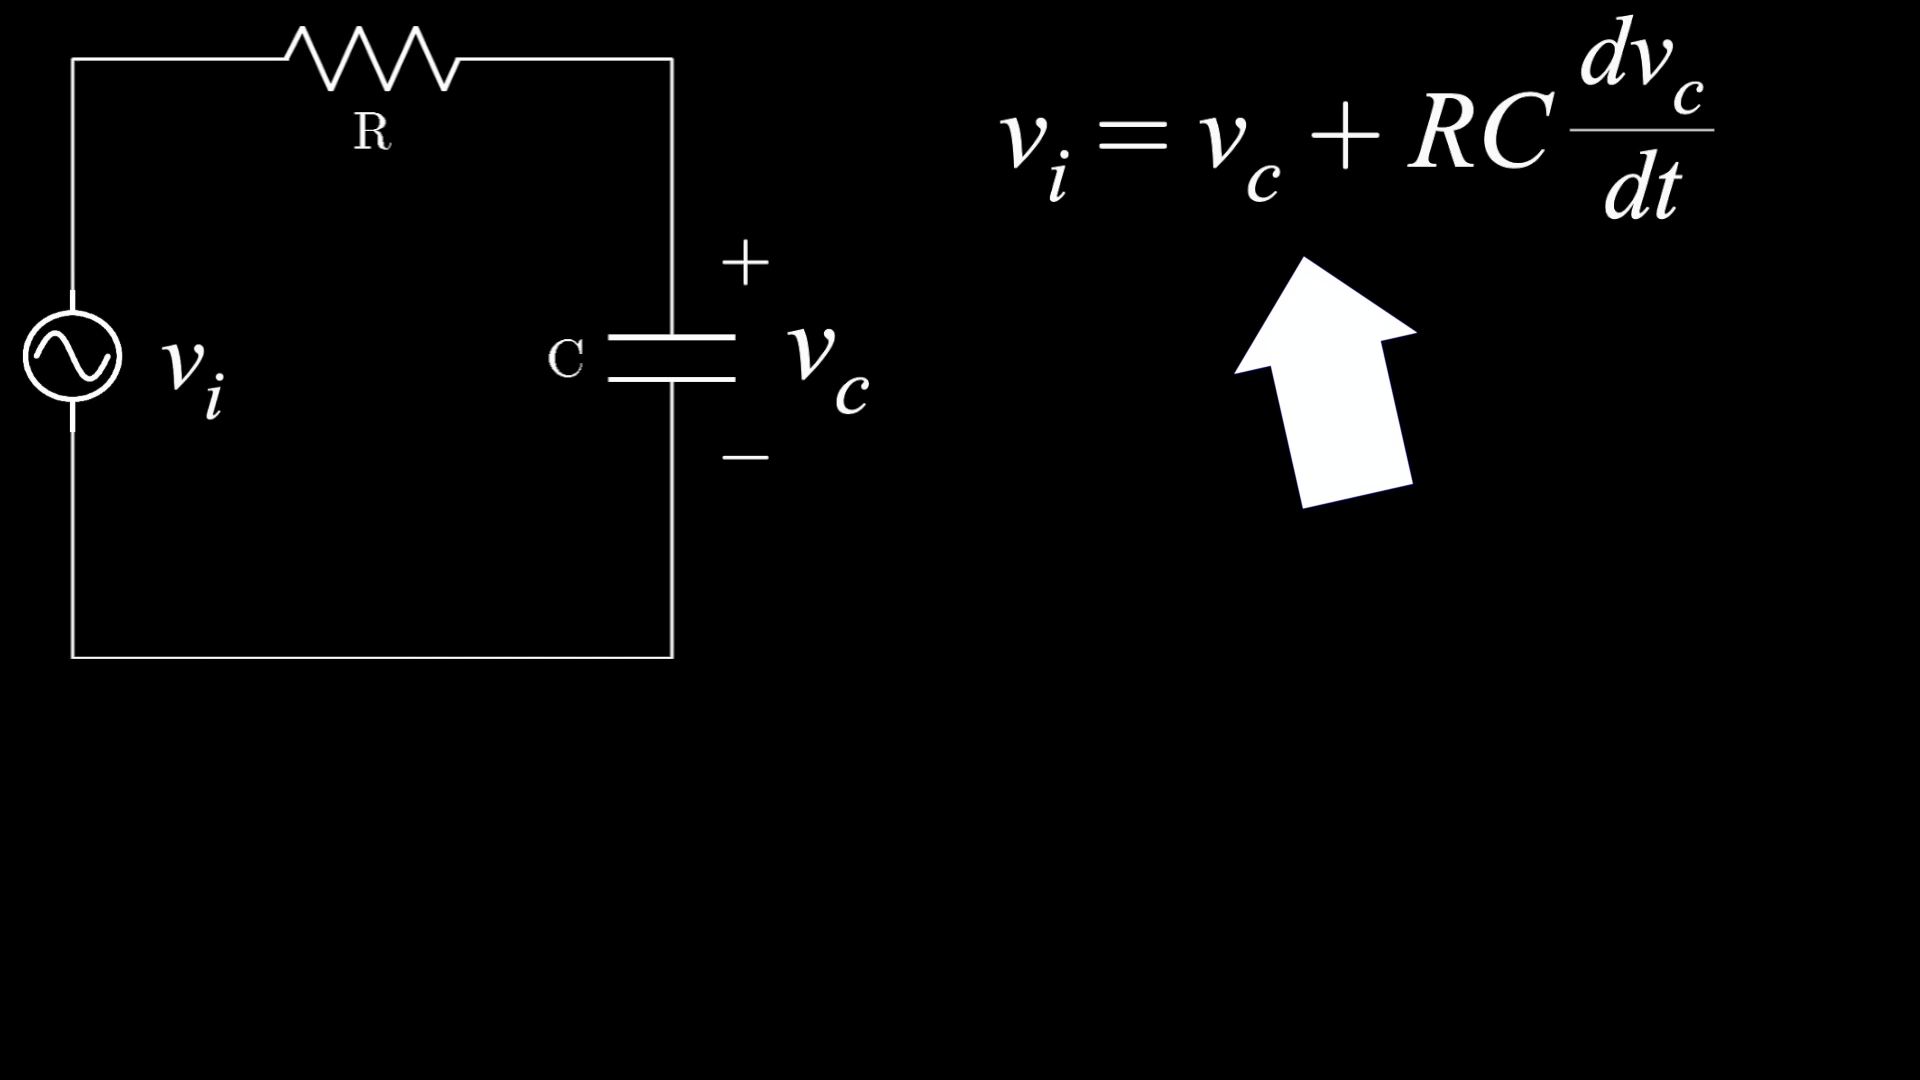 R
v_i = v_c + RC dv_c/dt
+
v_i
C
v_c
−